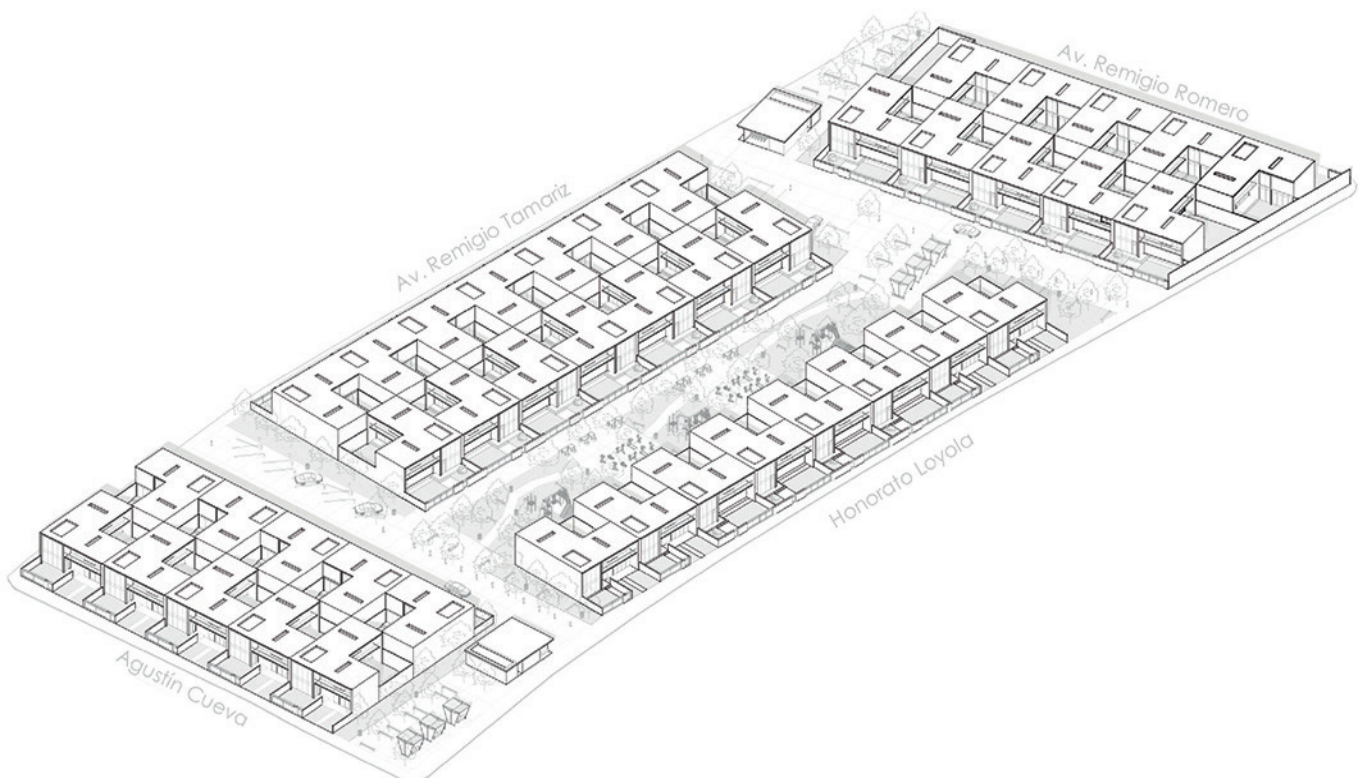 Av. Remigio Romero
Av. Remigio Tamariz
Honorato Loyola
Agustín Cueva